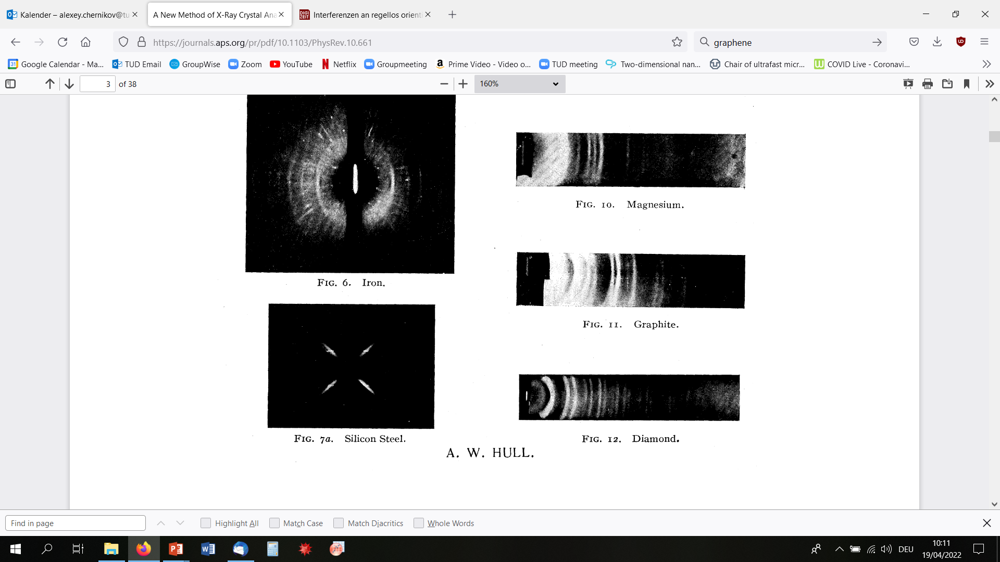 Kalender – alexey.chernikov@tu
A New Method of X-Ray Crystal Ana
DIGI ZEIT
Interferenzen an regellos orient
https://journals.aps.org/pr/pdf/10.1103/PhysRev.10.661
graphene
31 Google Calendar - Ma...
TUD Email
GroupWise
Zoom
YouTube
Netflix
Groupmeeting
Prime Video - Video o...
TUD meeting
Two-dimensional nan...
Chair of ultrafast micr...
COVID Live - Coronavi...
3 of 38
160%
FIG. 6. Iron.
FIG. 10. Magnesium.
FIG. 11. Graphite.
FIG. 7a. Silicon Steel.
FIG. 12. Diamond.
A. W. HULL.
Find in page
Highlight All
Match Case
Match Diacritics
Whole Words
DEU
10:11
19/04/2022